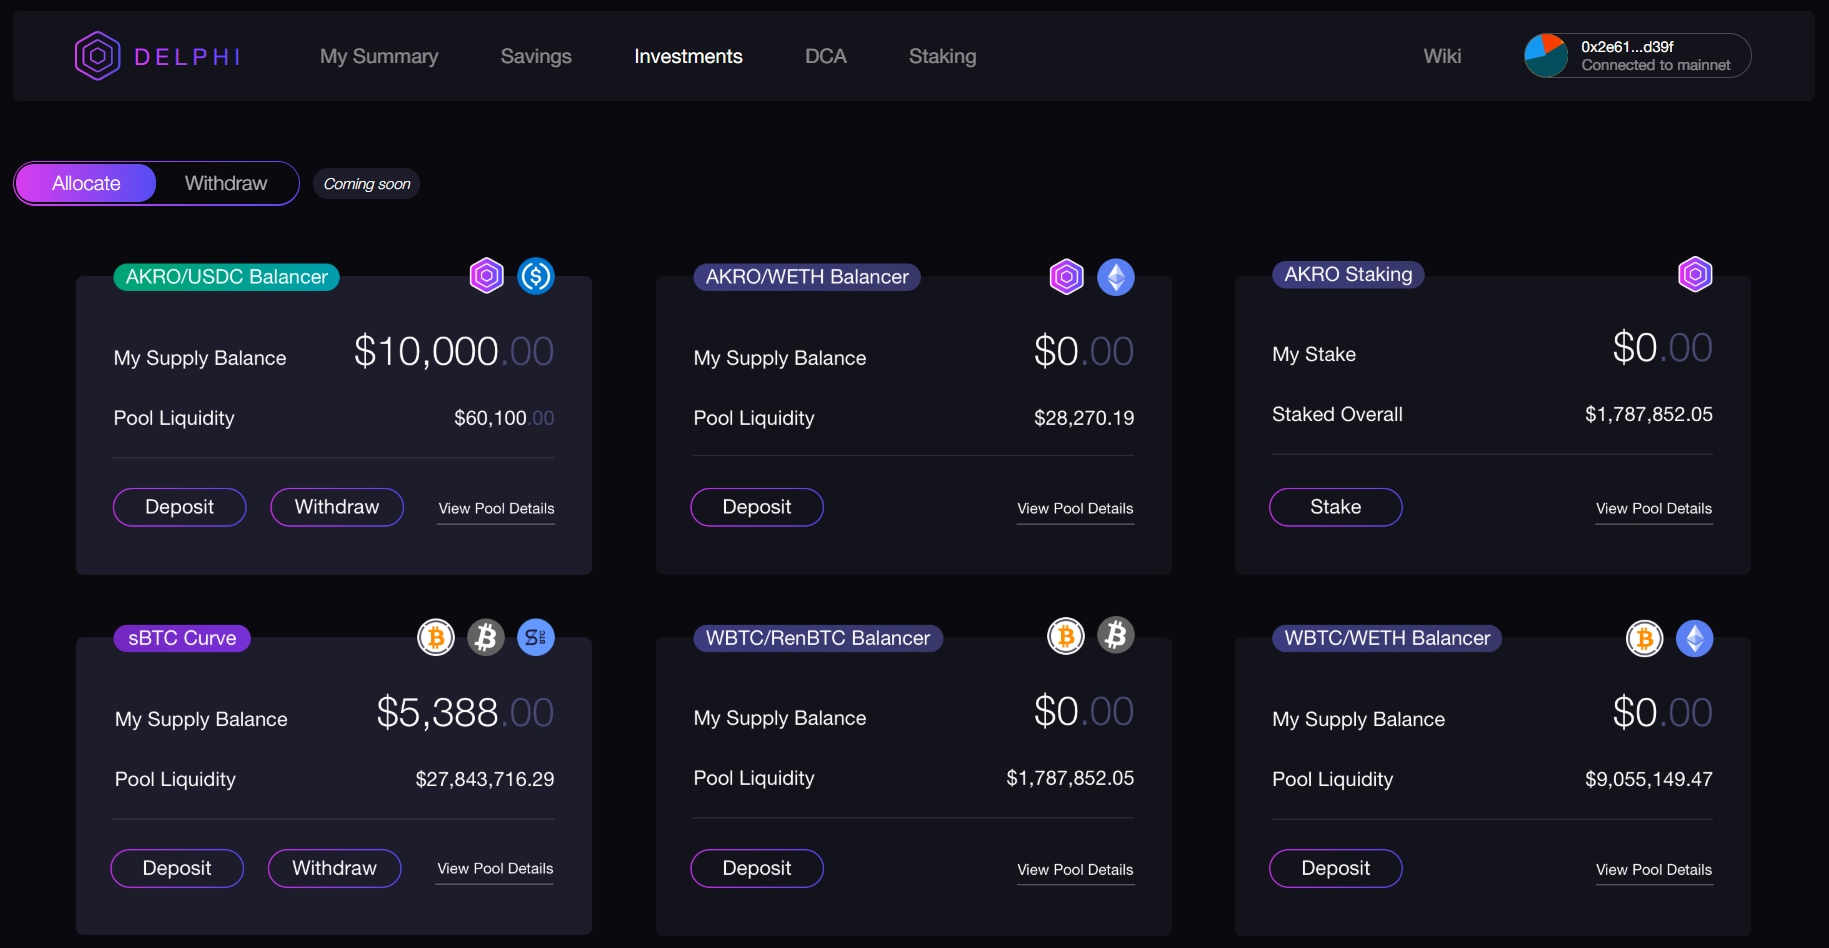 DELPHI
My Summary
Savings
Investments
DCA
Staking
Wiki
0x2e61...d39f
Connected to mainnet
Allocate
Withdraw
Coming soon
AKRO/USDC Balancer
My Supply Balance $10,000.00
Pool Liquidity $60,100.00
Deposit Withdraw View Pool Details
AKRO/WETH Balancer
My Supply Balance $0.00
Pool Liquidity $28,270.19
Deposit View Pool Details
AKRO Staking
My Stake $0.00
Staked Overall $1,787,852.05
Stake View Pool Details
sBTC Curve
S BTC
My Supply Balance $5,388.00
Pool Liquidity $27,843,716.29
Deposit Withdraw View Pool Details
WBTC/RenBTC Balancer
My Supply Balance $0.00
Pool Liquidity $1,787,852.05
Deposit View Pool Details
WBTC/WETH Balancer
My Supply Balance $0.00
Pool Liquidity $9,055,149.47
Deposit View Pool Details